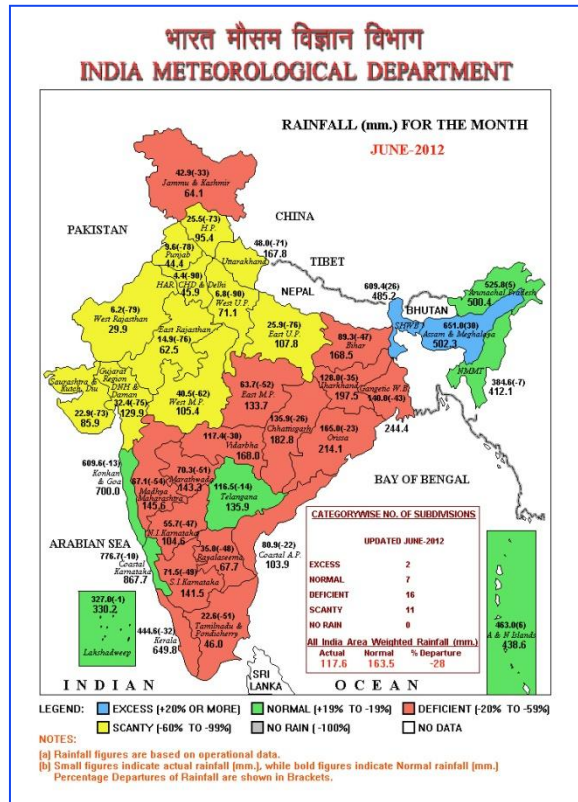 भारत मौसम विज्ञान विभाग
INDIA METEOROLOGICAL DEPARTMENT
RAINFALL (mm.) FOR THE MONTH
JUNE-2012
42.9(-33)
Jammu & Kashmir
64.1
PAKISTAN
CHINA
TIBET
NEPAL
BHUTAN
25.5(-73)
H.P.
95.4
9.6(-78)
Punjab
44.4
48.0(-71)
Uttarakhand
167.8
4.4(-90)
HAR. CHD & Delhi
45.9
6.8(-90)
West U.P.
71.1
6.2(-79)
West Rajasthan
29.9
East Rajasthan
14.9(-76)
62.5
25.9(-76)
East U.P.
107.8
609.4(26)
485.2
SHWB
525.8(5)
Arunachal Pradesh
500.4
651.8(30)
Assam & Meghalaya
502.3
NMMT
384.6(-7)
412.1
89.3(-47)
Bihar
168.5
128.0(-35)
Jharkhand
197.5
Gangetic W.B.
140.0(-43)
244.4
Saurashtra &
Kutch, Diu
22.9(-73)
85.9
Gujarat
Region
DNH &
Daman
32.4(-75)
129.9
40.5(-62)
West M.P.
105.4
63.7(-52)
East M.P.
133.7
135.9(-26)
Chhattisgarh
182.8
165.0(-23)
Orissa
214.1
117.4(-30)
Vidarbha
168.0
609.6(-13)
Konkan
& Goa
700.0
67.1(-54)
Madhya
Maharashtra
145.6
70.3(-51)
Marathwada
143.3
116.5(-14)
Telangana
135.9
BAY OF BENGAL
ARABIAN SEA
55.7(-47)
N.I.Karnataka
104.6
776.7(-10)
Coastal
Karnataka
867.7
35.0(-48)
Rayalaseema
67.7
80.9(-22)
Coastal A.P.
103.9
71.5(-49)
S.I.Karnataka
141.5
22.6(-51)
Tamilnadu &
Pondicherry
46.0
444.6(-32)
Kerala
649.8
327.0(-1)
330.2
Lakshadweep
463.0(6)
A & N Islands
438.6
CATEGORYWISE NO. OF SUBDIVISIONS
UPDATED JUNE-2012
EXCESS 2
NORMAL 7
DEFICIENT 16
SCANTY 11
NO RAIN 0
All India Area Weighted Rainfall (mm.)
Actual Normal % Departure
117.6 163.5 -28
SRI
LANKA
INDIAN OCEAN
LEGEND: EXCESS (+20% OR MORE) NORMAL (+19% TO -19%) DEFICIENT (-20% TO -59%)
SCANTY (-60% TO -99%) NO RAIN (-100%) NO DATA
NOTES:
[a] Rainfall figures are based on operational data.
(b) Small figures indicate actual rainfall (mm.), while bold figures indicate Normal rainfall (mm.)
Percentage Departures of Rainfall are shown in Brackets.